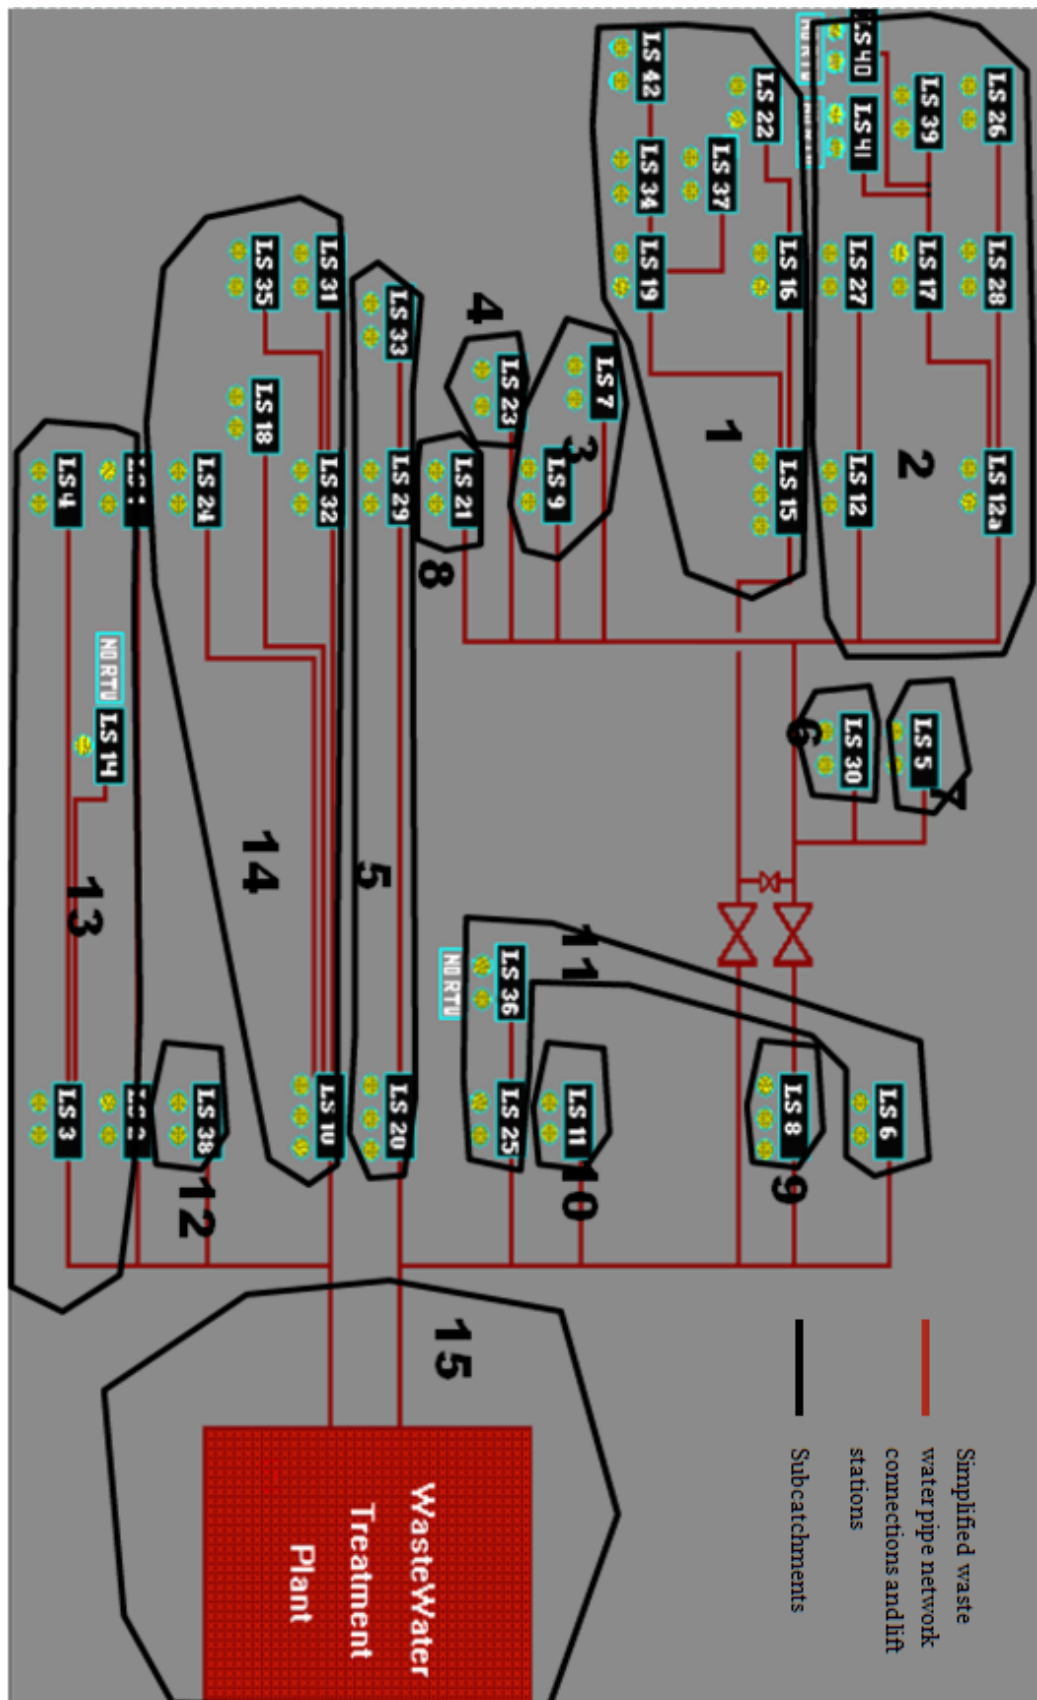 Simplified waste
water pipe network
connections and lift
stations
Subcatchments
LS 26
LS 28
LS 12a
LS 39
LS 17
2
LS 5
7
LS 40
LS 41
LS 27
LS 12
LS 30
6
LS 6
LS 22
LS 16
LS 15
LS 8
9
LS 37
1
LS 42
LS 34
LS 19
LS 7
3
LS 9
11
LS 11
10
4
LS 23
LS 36
NO RTU
LS 25
LS 21
8
LS 33
LS 29
5
LS 20
LS 31
LS 32
LS 10
LS 35
LS 18
14
LS 24
LS 38
12
NO RTU
LS 14
13
LS 4
LS 3
15
WasteWater
Treatment
Plant